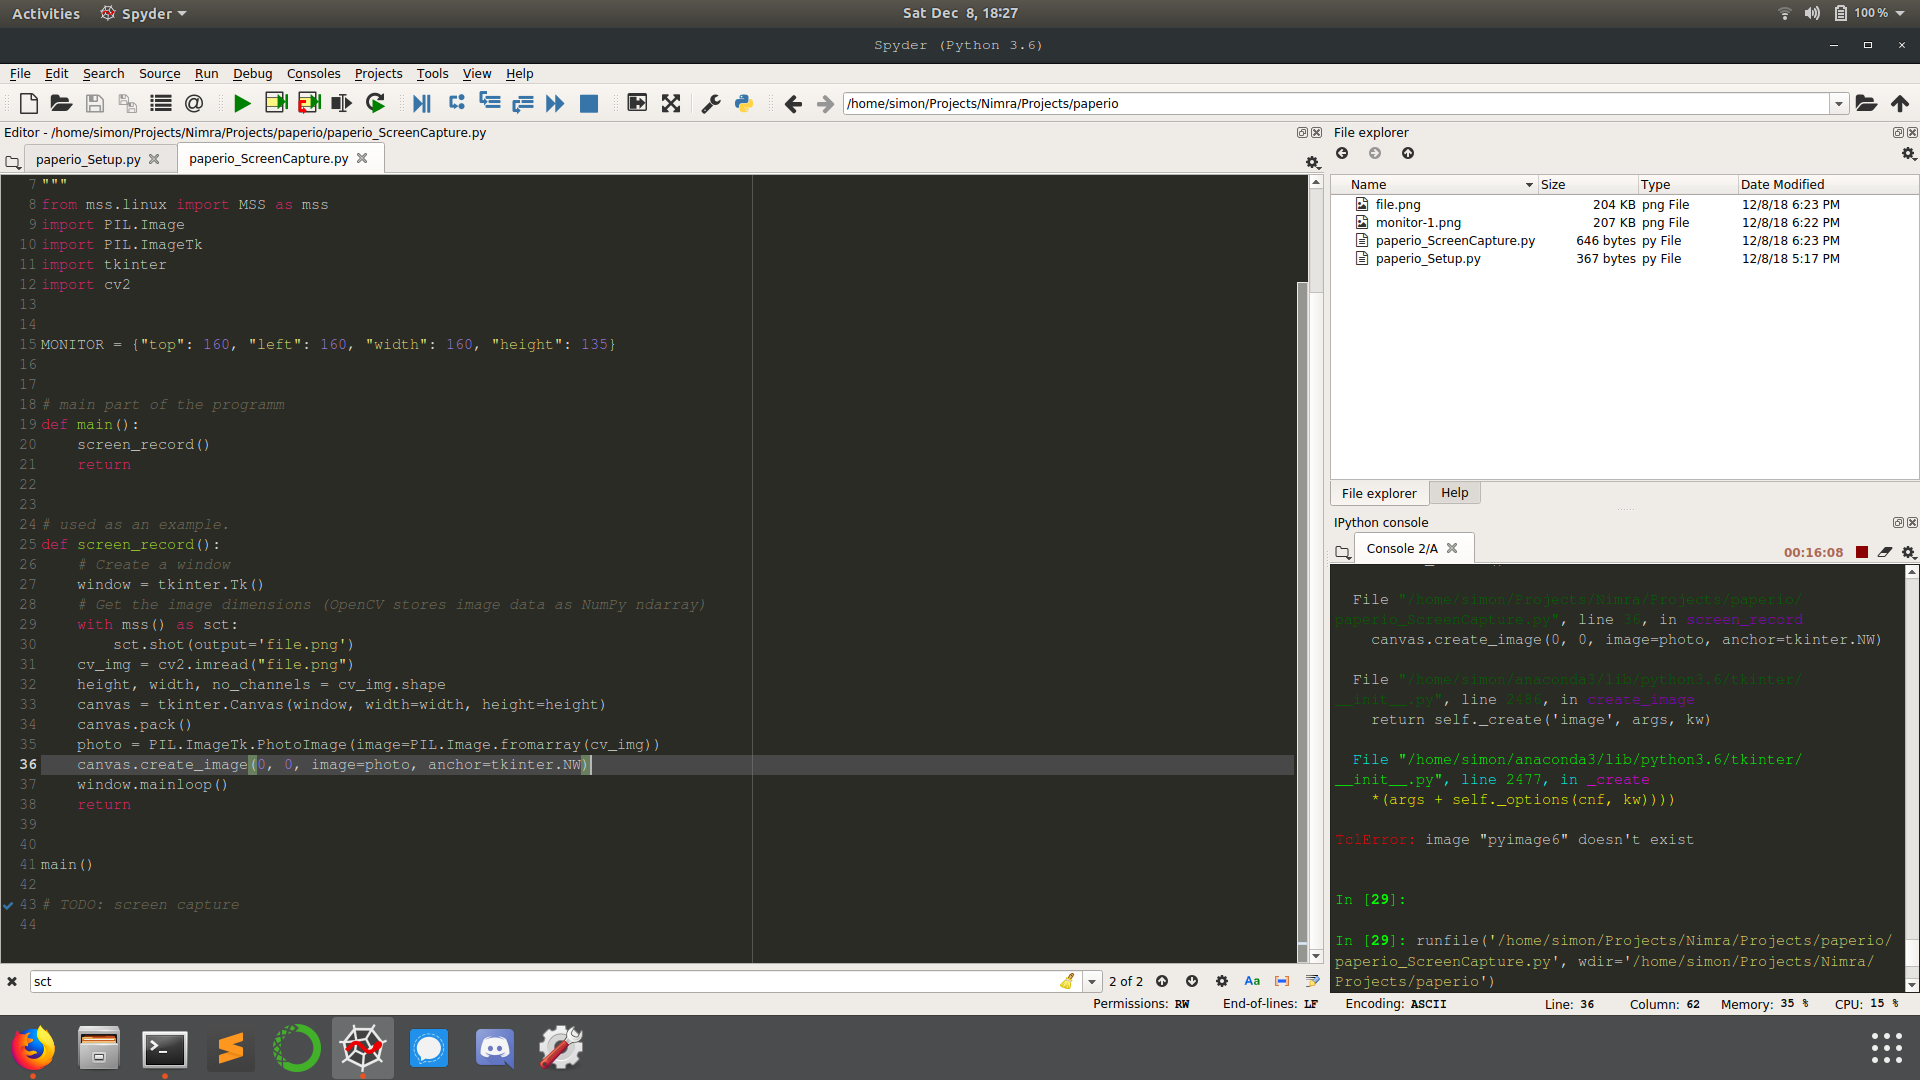 Activities
Spyder
Sat Dec  8, 18:27
100 %
Spyder (Python 3.6)
File Edit Search Source Run Debug Consoles Projects Tools View Help
/home/simon/Projects/Nimra/Projects/paperio
Editor - /home/simon/Projects/Nimra/Projects/paperio/paperio_ScreenCapture.py
paperio_Setup.py
paperio_ScreenCapture.py
7 """
8 from mss.linux import MSS as mss
9 import PIL.Image
10 import PIL.ImageTk
11 import tkinter
12 import cv2
13
14
15 MONITOR = {"top": 160, "left": 160, "width": 160, "height": 135}
16
17
18 # main part of the programm
19 def main():
20     screen_record()
21     return
22
23
24 # used as an example.
25 def screen_record():
26     # Create a window
27     window = tkinter.Tk()
28     # Get the image dimensions (OpenCV stores image data as NumPy ndarray)
29     with mss() as sct:
30         sct.shot(output='file.png')
31     cv_img = cv2.imread("file.png")
32     height, width, no_channels = cv_img.shape
33     canvas = tkinter.Canvas(window, width=width, height=height)
34     canvas.pack()
35     photo = PIL.ImageTk.PhotoImage(image=PIL.Image.fromarray(cv_img))
36     canvas.create_image(0, 0, image=photo, anchor=tkinter.NW)
37     window.mainloop()
38     return
39
40
41 main()
42
43 # TODO: screen capture
44
sct
2 of 2
Aa
File explorer
Name Size Type Date Modified
file.png 204 KB png File 12/8/18 6:23 PM
monitor-1.png 207 KB png File 12/8/18 6:22 PM
paperio_ScreenCapture.py 646 bytes py File 12/8/18 6:23 PM
paperio_Setup.py 367 bytes py File 12/8/18 5:17 PM
File explorer Help
IPython console
Console 2/A
00:16:08
File "/home/simon/Projects/Nimra/Projects/paperio/
paperio_ScreenCapture.py", line 36, in screen_record
canvas.create_image(0, 0, image=photo, anchor=tkinter.NW)
File "/home/simon/anaconda3/lib/python3.6/tkinter/
__init__.py", line 2486, in create_image
return self._create('image', args, kw)
File "/home/simon/anaconda3/lib/python3.6/tkinter/
__init__.py", line 2477, in _create
*(args + self._options(cnf, kw))))
TclError: image "pyimage6" doesn't exist
In [29]:
In [29]: runfile('/home/simon/Projects/Nimra/Projects/paperio/
paperio_ScreenCapture.py', wdir='/home/simon/Projects/Nimra/
Projects/paperio')
Permissions: RW End-of-lines: LF Encoding: ASCII Line: 36 Column: 62 Memory: 35 % CPU: 15 %